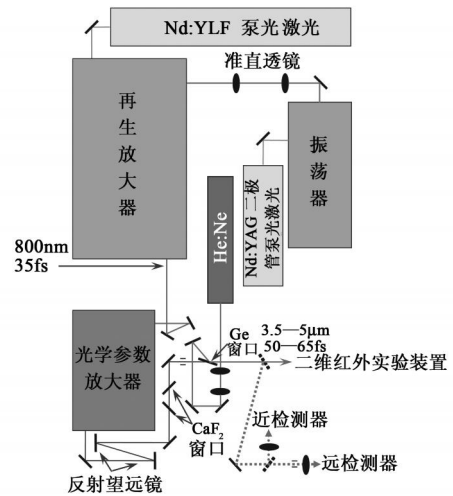 Nd:YLF 泵光激光
准直透镜
再生放大器
振荡器
Nd:YAG 二极
管泵光激光
He:Ne
800nm
35fs
Ge
窗口
3.5—5μm
50—65fs
光学参数
放大器
二维红外实验装置
CaF₂
窗口
近检测器
远检测器
反射望远镜